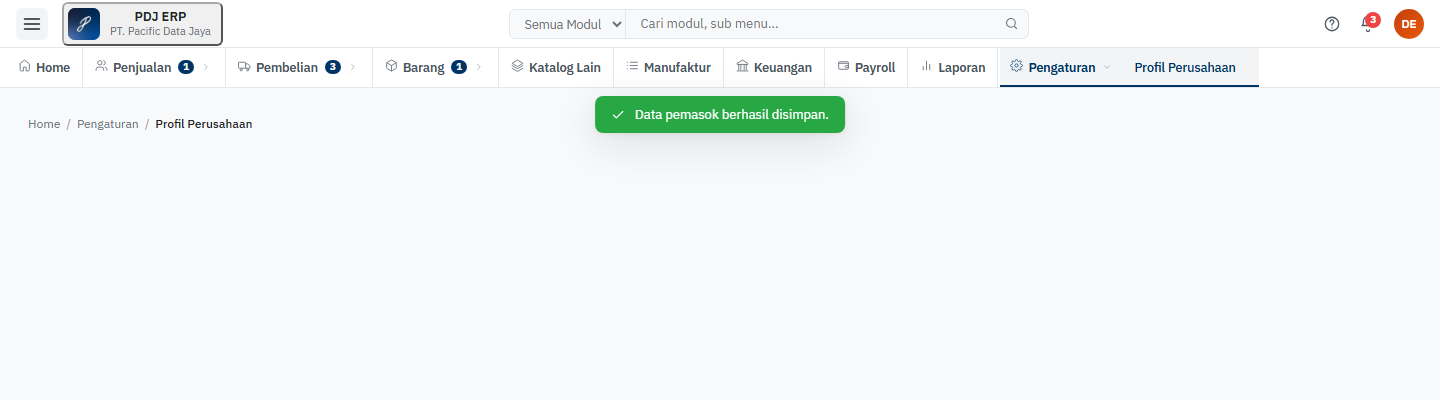 PDJ ERP
PT. Pacific Data Jaya
Semua Modul
Cari modul, sub menu...
3
DE
Home
Penjualan 1
Pembelian 3
Barang 1
Katalog Lain
Manufaktur
Keuangan
Payroll
Laporan
Pengaturan
Profil Perusahaan
Data pemasok berhasil disimpan.
Home / Pengaturan / Profil Perusahaan